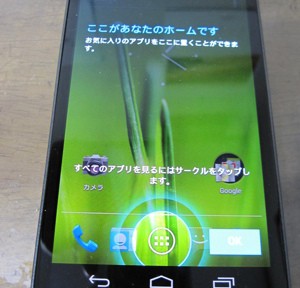 ここがあなたのホームです
お気に入りのアプリをここに置くことができま
す。
すべてのアプリを見るにはサークルをタップし
ます。
カメラ
Google
OK